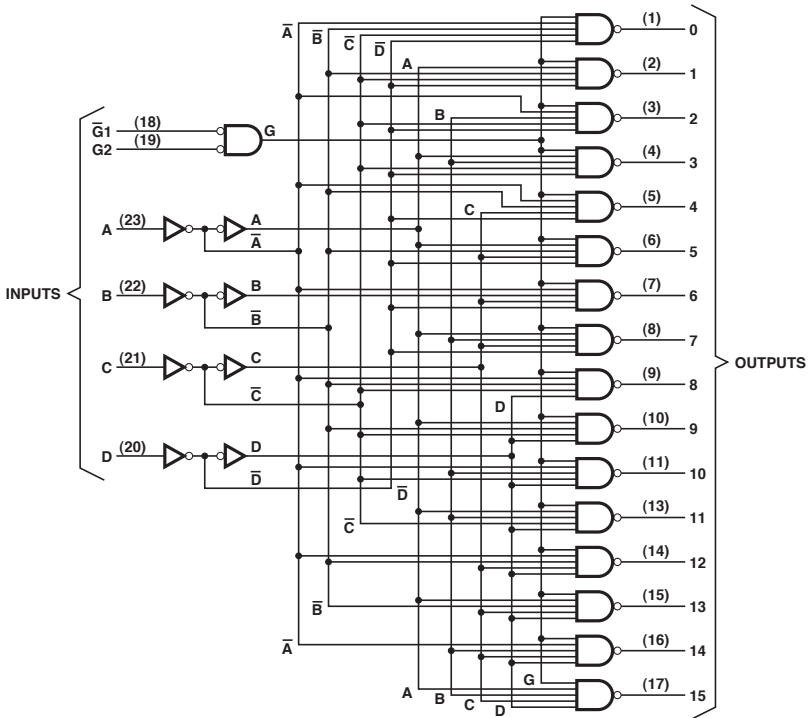 (1)
A̅
B̅
0
C̅
D̅
A
(2)
1
(3)
B
2
G̅1 (18)
G
G2 (19)
(4)
3
(5)
C
4
A (23)
A
A̅
(6)
5
INPUTS
B (22)
B
B̅
(7)
6
(8)
7
OUTPUTS
C (21)
C
C̅
(9)
8
D
(10)
9
D (20)
D
D̅
D̅
(11)
10
(13)
C̅
11
(14)
12
(15)
B̅
13
(16)
A̅
14
G
(17)
A
B
C
D
15